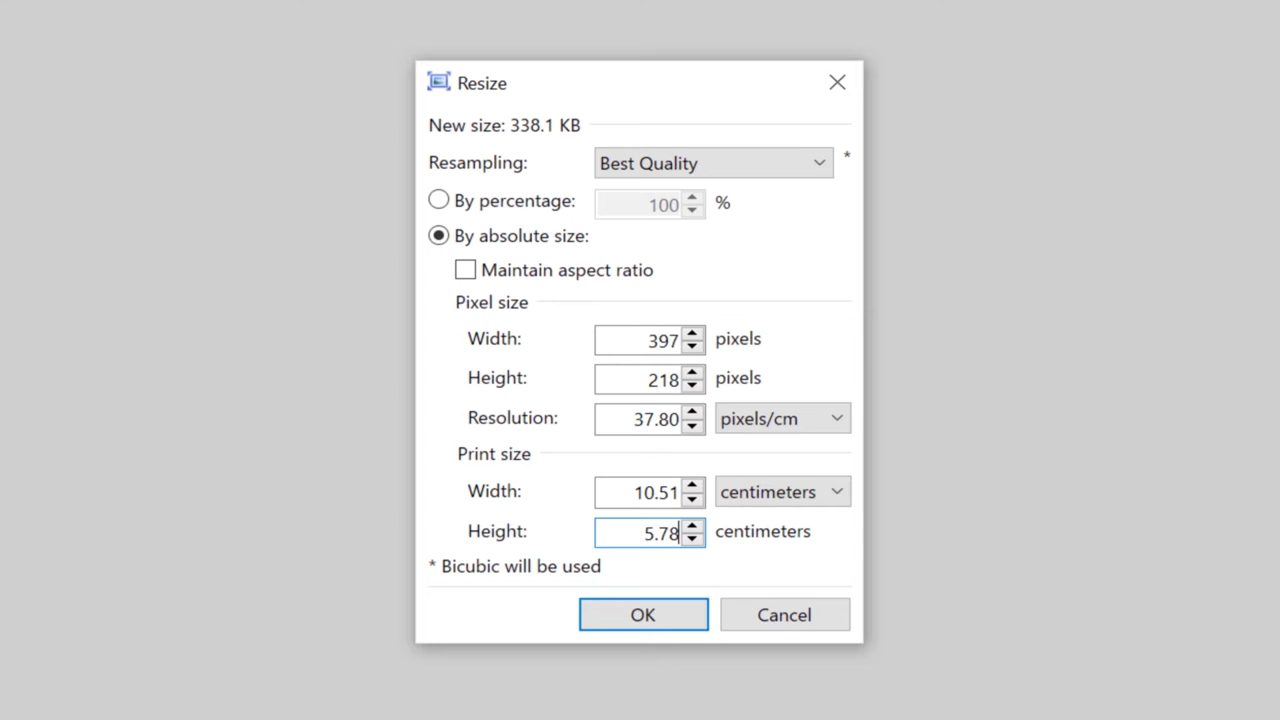 Resize
New size: 338.1 KB
Resampling: Best Quality *
By percentage: 100 %
By absolute size:
Maintain aspect ratio
Pixel size
Width: 397 pixels
Height: 218 pixels
Resolution: 37.80 pixels/cm
Print size
Width: 10.51 centimeters
Height: 5.78 centimeters
* Bicubic will be used
OK Cancel